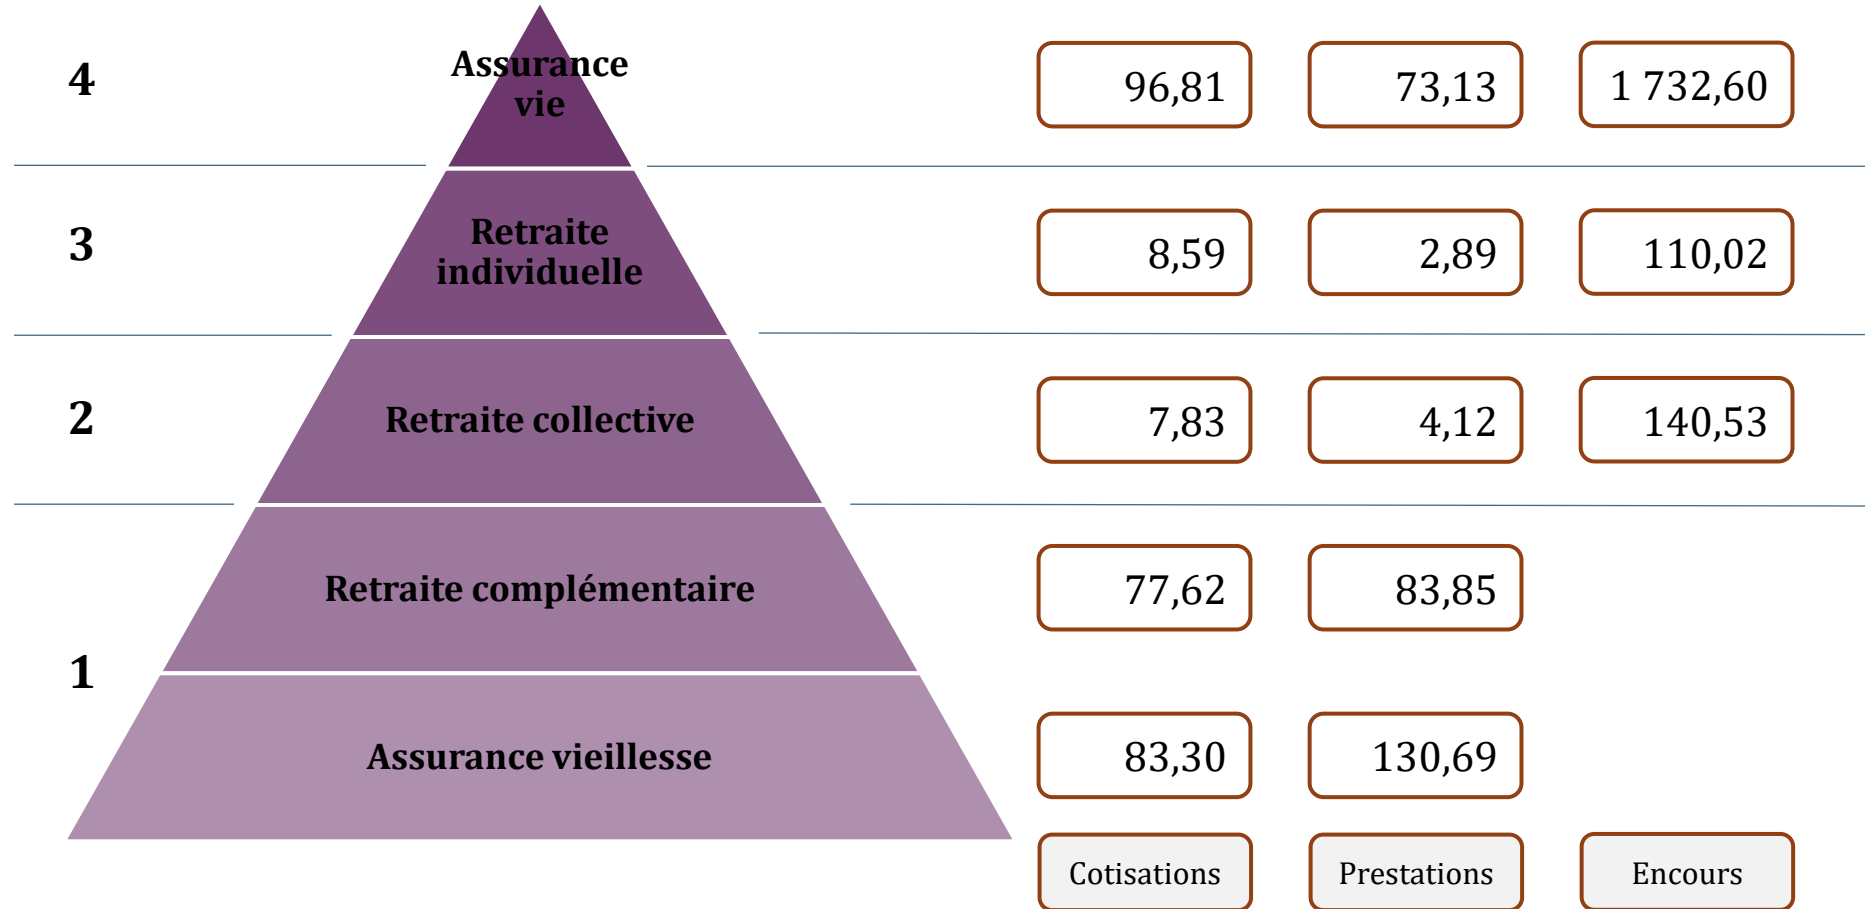 4
Assurance
vie
96,81
73,13
1 732,60
3
Retraite
individuelle
8,59
2,89
110,02
2
Retraite collective
7,83
4,12
140,53
1
Retraite complémentaire
77,62
83,85
Assurance vieillesse
83,30
130,69
Cotisations
Prestations
Encours